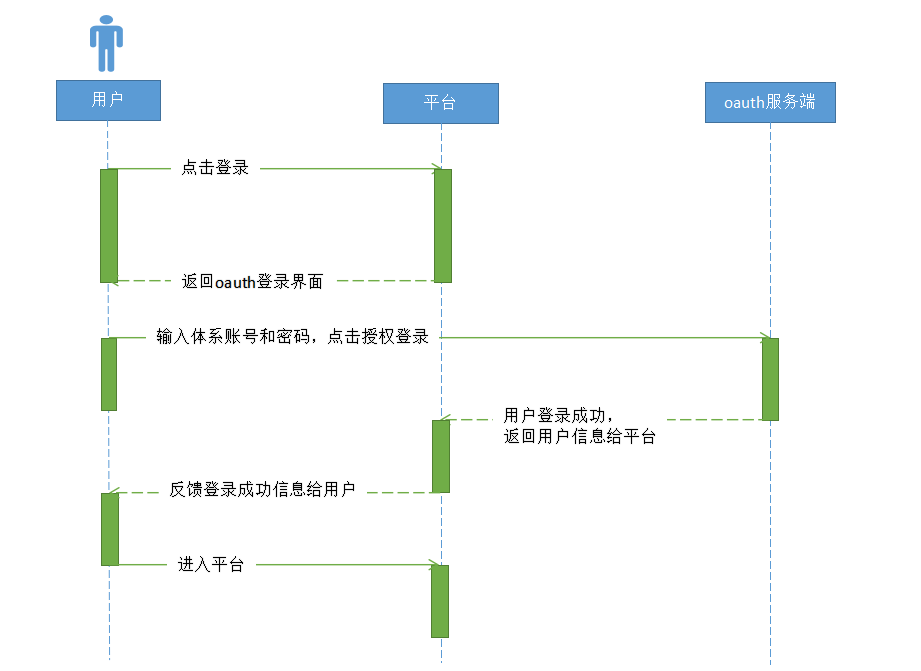 用户
平台
oauth服务端
点击登录
返回oauth登录界面
输入体系账号和密码，点击授权登录
用户登录成功，
返回用户信息给平台
反馈登录成功信息给用户
进入平台